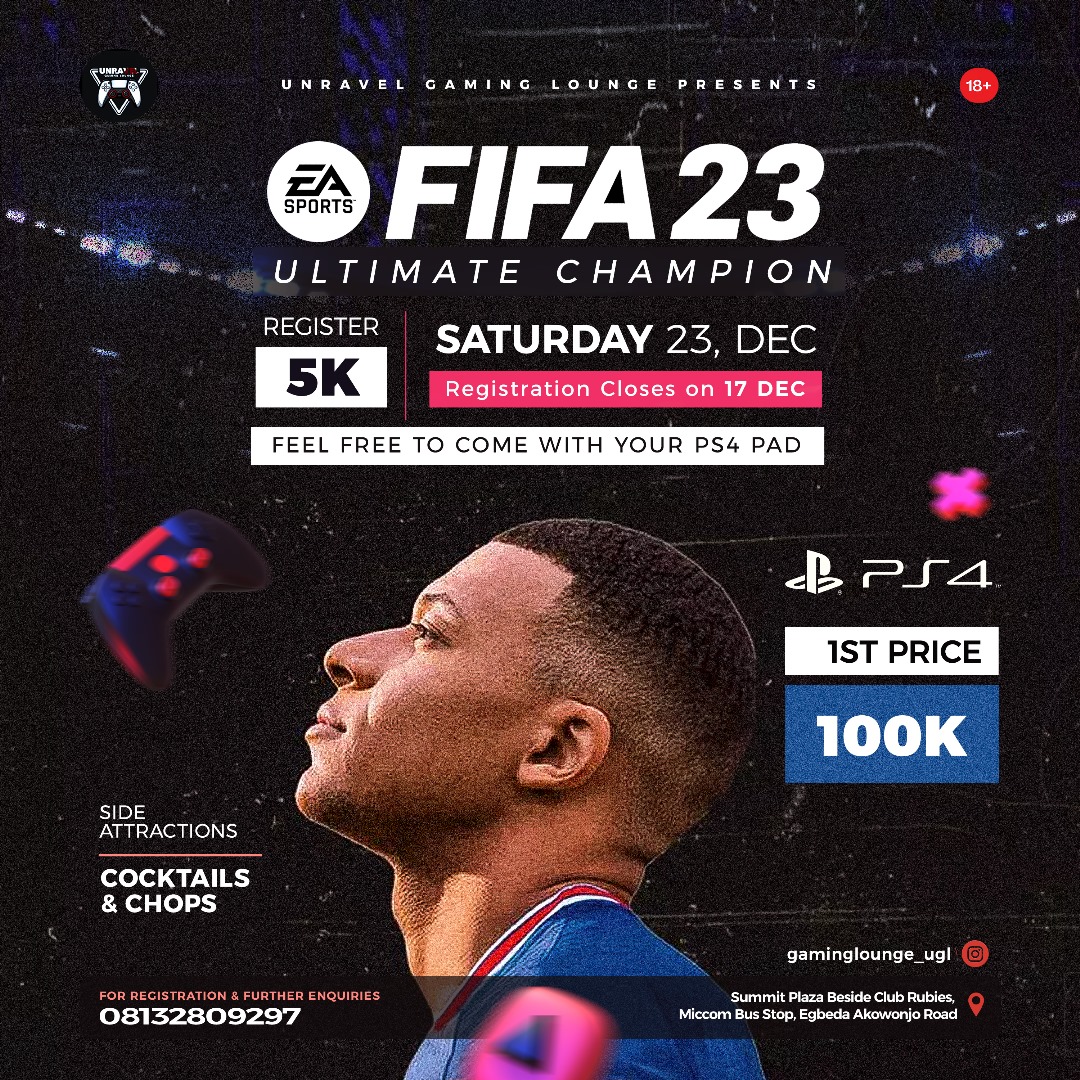 UNRAVEL
UNRAVEL GAMING LOUNGE PRESENTS
18+
EA
SPORTS
FIFA 23
ULTIMATE CHAMPION
REGISTER
5K
SATURDAY 23, DEC
Registration Closes on 17 DEC
FEEL FREE TO COME WITH YOUR PS4 PAD
PS4
1ST PRICE
100K
SIDE
ATTRACTIONS
COCKTAILS
& CHOPS
gaminglounge_ugl
FOR REGISTRATION & FURTHER ENQUIRIES
08132809297
Summit Plaza Beside Club Rubies,
Miccom Bus Stop, Egbeda Akowonjo Road